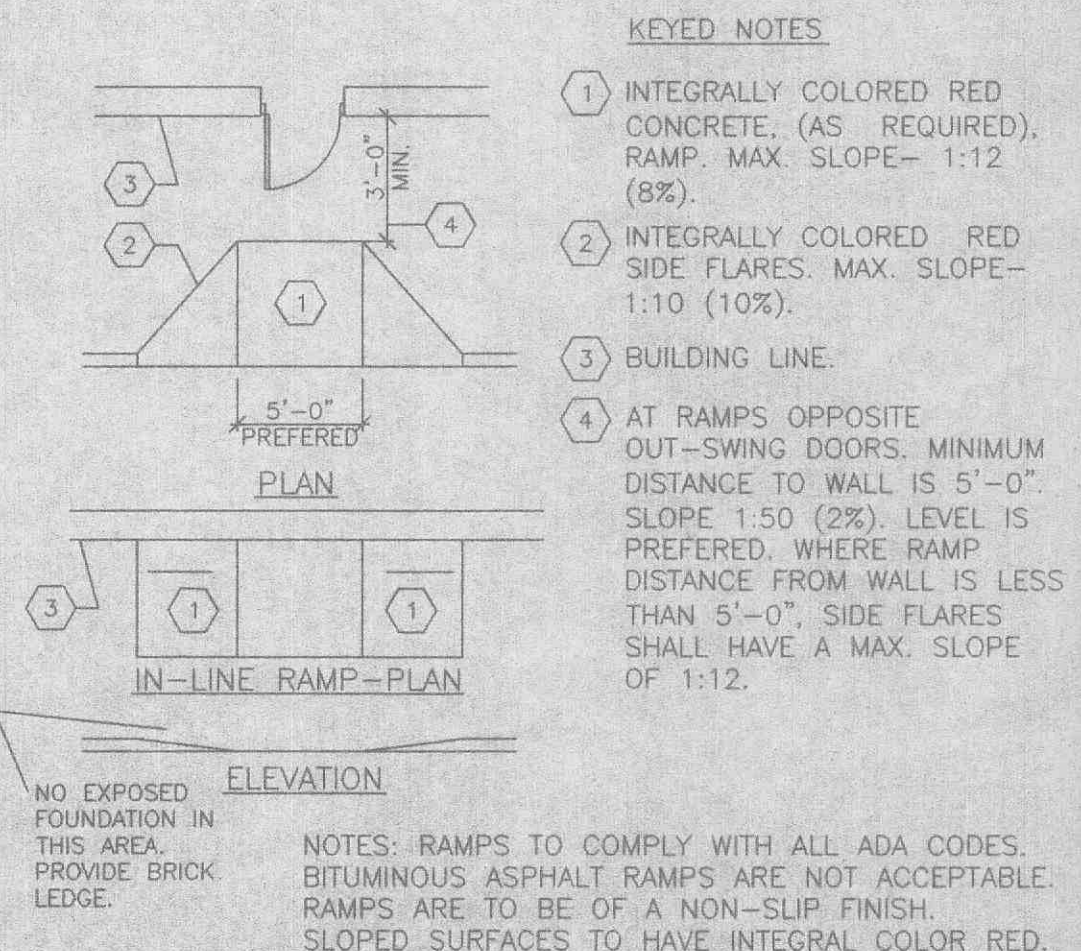 KEYED NOTES
1 INTEGRALLY COLORED RED
CONCRETE, (AS REQUIRED),
RAMP. MAX. SLOPE– 1:12
(8%).
2 INTEGRALLY COLORED RED
SIDE FLARES. MAX. SLOPE–
1:10 (10%).
3 BUILDING LINE.
4 AT RAMPS OPPOSITE
OUT–SWING DOORS. MINIMUM
DISTANCE TO WALL IS 5'–0".
SLOPE 1:50 (2%). LEVEL IS
PREFERED. WHERE RAMP
DISTANCE FROM WALL IS LESS
THAN 5'–0", SIDE FLARES
SHALL HAVE A MAX. SLOPE
OF 1:12.
3
2
3'–0"
MIN.
4
1
5'–0"
PREFERED
PLAN
3
1
1
IN–LINE RAMP–PLAN
ELEVATION
NO EXPOSED
FOUNDATION IN
THIS AREA.
PROVIDE BRICK
LEDGE.
NOTES: RAMPS TO COMPLY WITH ALL ADA CODES.
BITUMINOUS ASPHALT RAMPS ARE NOT ACCEPTABLE.
RAMPS ARE TO BE OF A NON–SLIP FINISH.
SLOPED SURFACES TO HAVE INTEGRAL COLOR RED